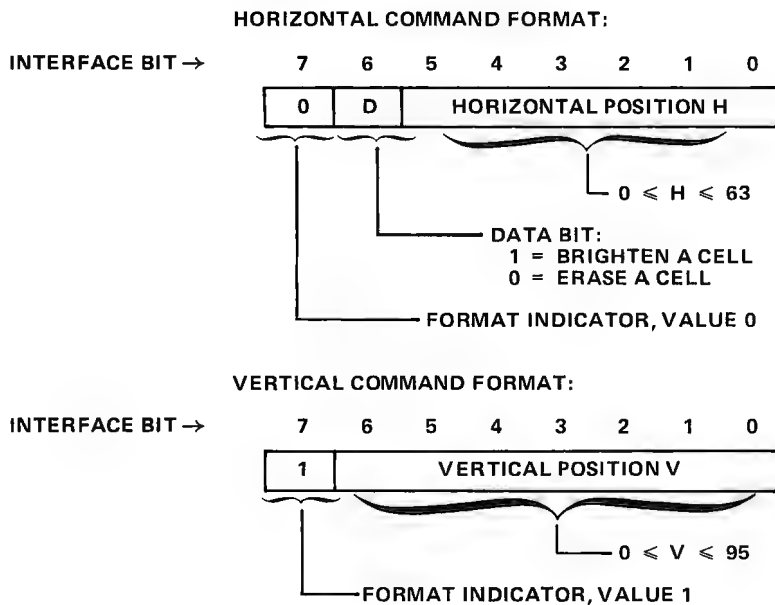 HORIZONTAL COMMAND FORMAT:
INTERFACE BIT → 7 6 5 4 3 2 1 0
0 D HORIZONTAL POSITION H
0 ⩽ H ⩽ 63
DATA BIT:
1 = BRIGHTEN A CELL
0 = ERASE A CELL
FORMAT INDICATOR, VALUE 0
VERTICAL COMMAND FORMAT:
INTERFACE BIT → 7 6 5 4 3 2 1 0
1 VERTICAL POSITION V
0 ⩽ V ⩽ 95
FORMAT INDICATOR, VALUE 1